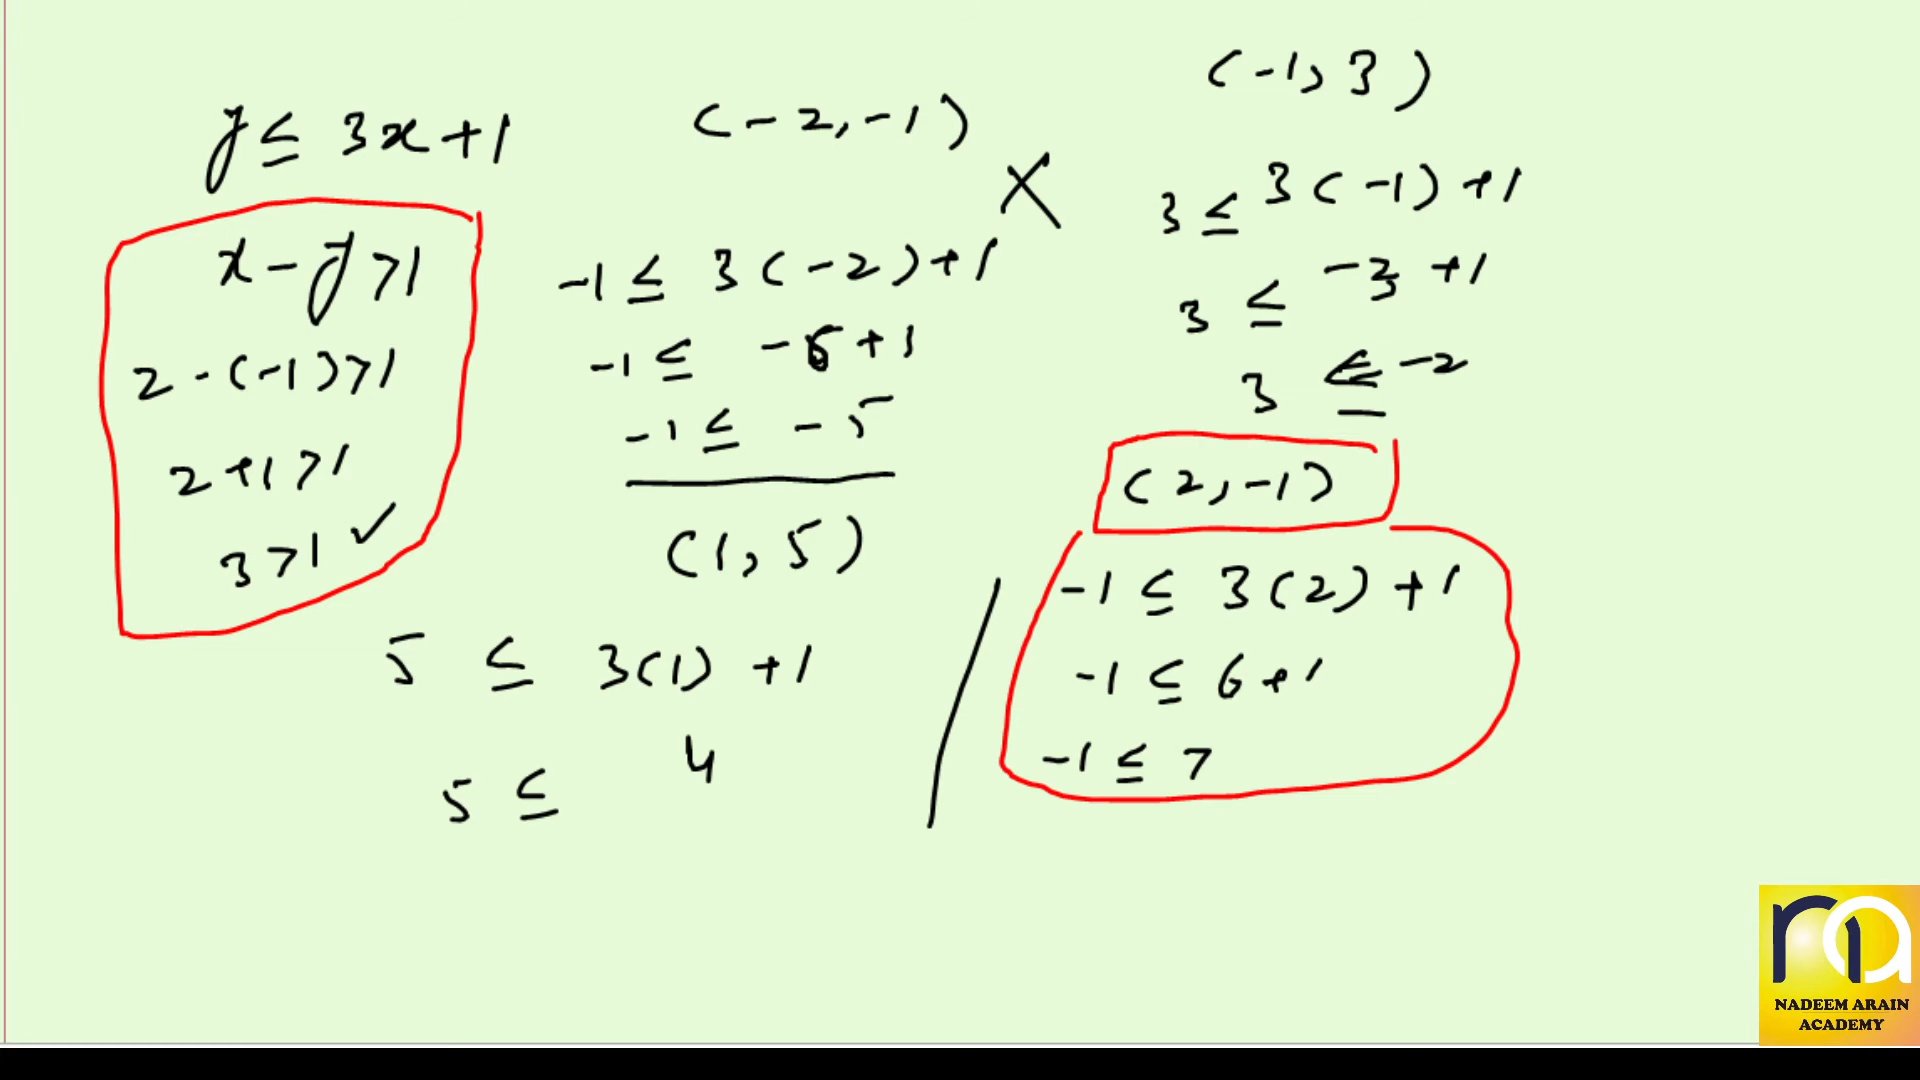 y ≤ 3x+1
x-y>1
2-(-1)>1
2+1>1
3>1 ✓
(-2,-1)
X
-1 ≤ 3(-2)+1
-1 ≤ -6+1
-1 ≤ -5
(1,5)
5 ≤ 3(1)+1
5 ≤ 4
(-1,3)
3 ≤ 3(-1)+1
3 ≤ -3+1
3 ≤ -2
(2,-1)
-1 ≤ 3(2)+1
-1 ≤ 6+1
-1 ≤ 7
na
NADEEM ARAIN
ACADEMY